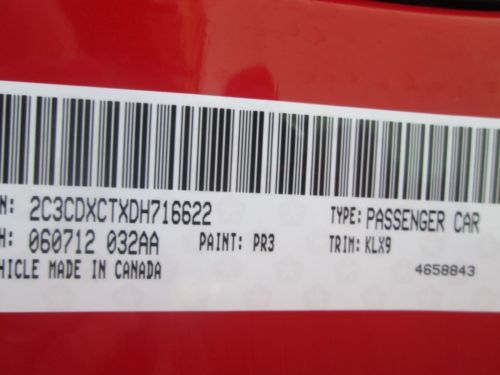 N: 2C3CDXCTXDH716622 TYPE: PASSENGER CAR
H: 060712 032AA PAINT: PR3 TRIM: KLX9
HICLE MADE IN CANADA 4658843